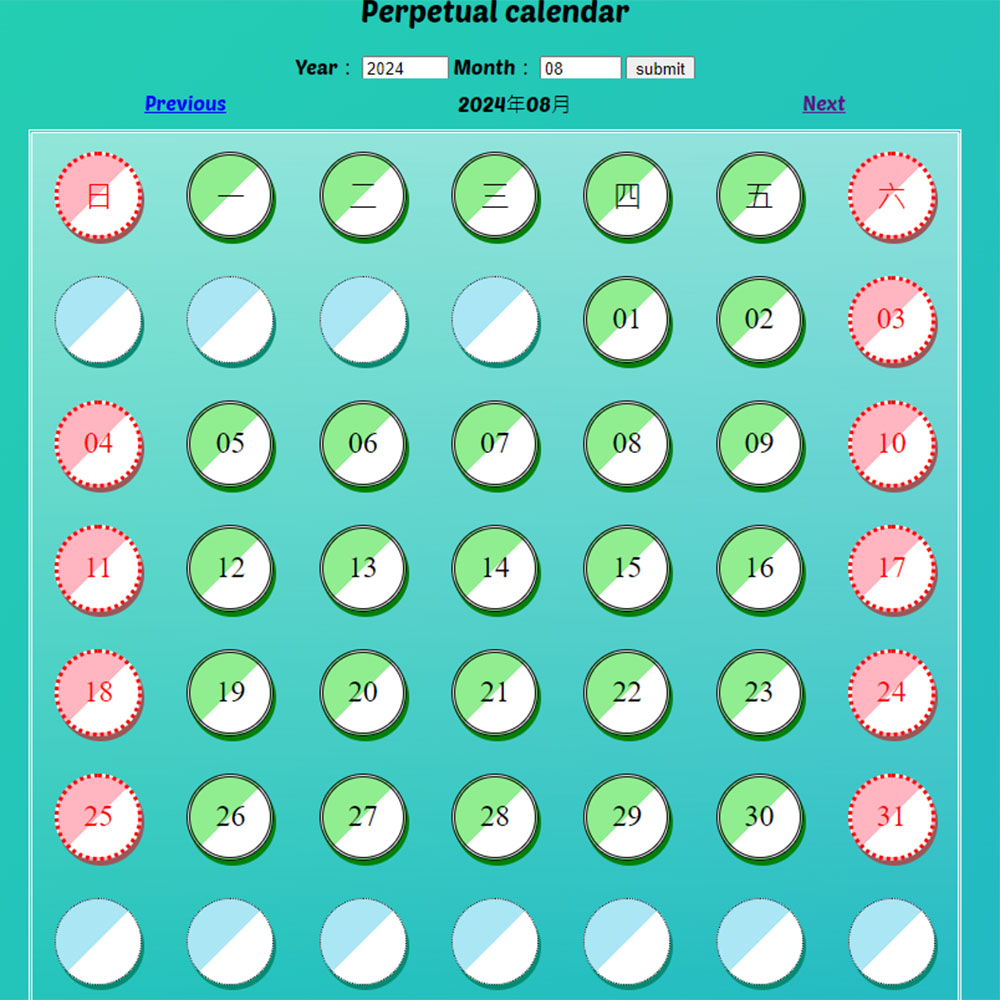 Perpetual calendar
Year： 2024 Month： 08 submit
Previous 2024年08月 Next
日 一 二 三 四 五 六
01 02 03
04 05 06 07 08 09 10
11 12 13 14 15 16 17
18 19 20 21 22 23 24
25 26 27 28 29 30 31